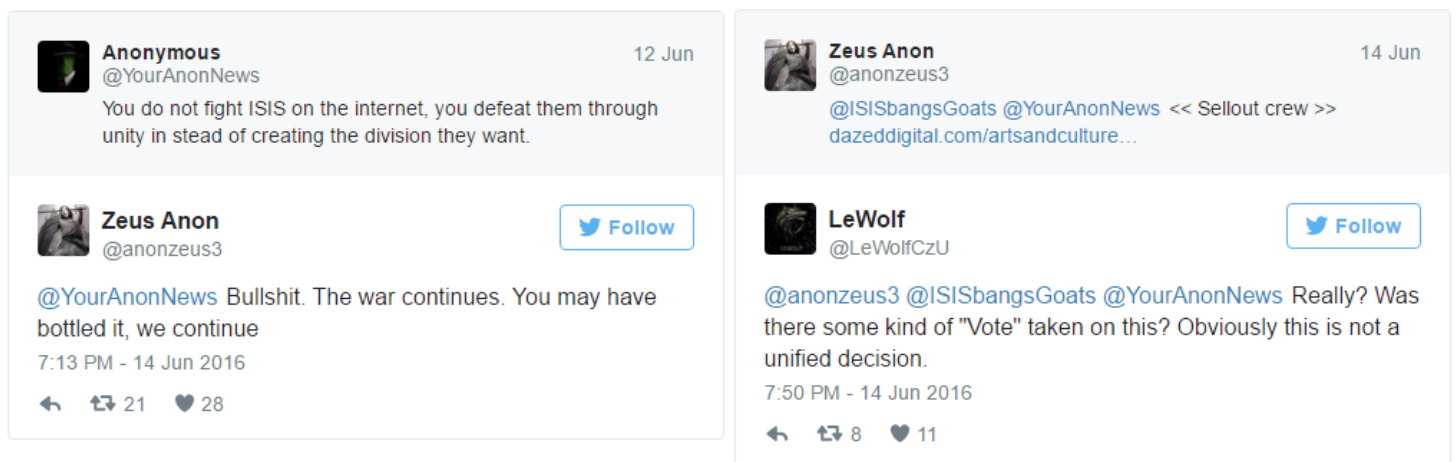 Anonymous
12 Jun
@YourAnonNews
You do not fight ISIS on the internet, you defeat them through
unity in stead of creating the division they want.
Zeus Anon
Follow
@anonzeus3
@YourAnonNews Bullshit. The war continues. You may have
bottled it, we continue
7:13 PM - 14 Jun 2016
21 28
Zeus Anon
14 Jun
@anonzeus3
@ISISbangsGoats @YourAnonNews << Sellout crew >>
dazeddigital.com/artsandculture…
LeWolf
Follow
@LeWolfCzU
@anonzeus3 @ISISbangsGoats @YourAnonNews Really? Was
there some kind of "Vote" taken on this? Obviously this is not a
unified decision.
7:50 PM - 14 Jun 2016
8 11